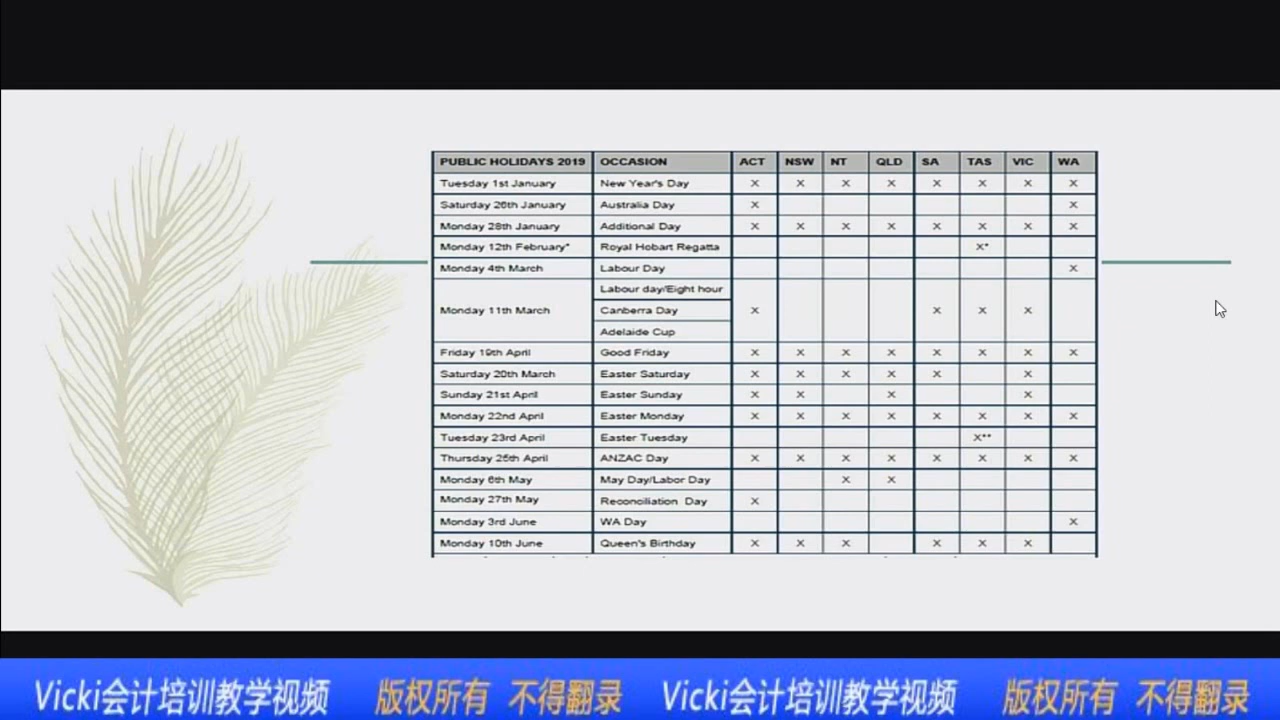 PUBLIC HOLIDAYS 2019 OCCASION ACT NSW NT QLD SA TAS VIC WA
Tuesday 1st January New Year's Day X X X X X X X X
Saturday 26th January Australia Day X X
Monday 28th January Additional Day X X X X X X X X
Monday 12th February* Royal Hobart Regatta X*
Monday 4th March Labour Day X
Labour day/Eight hour
Monday 11th March Canberra Day X X X X
Adelaide Cup
Friday 19th April Good Friday X X X X X X X X
Saturday 20th March Easter Saturday X X X X X X
Sunday 21st April Easter Sunday X X X X
Monday 22nd April Easter Monday X X X X X X X X
Tuesday 23rd April Easter Tuesday X**
Thursday 25th April ANZAC Day X X X X X X X X
Monday 6th May May Day/Labor Day X X
Monday 27th May Reconciliation Day X
Monday 3rd June WA Day X
Monday 10th June Queen's Birthday X X X X X X
Vicki会计培训教学视频 版权所有 不得翻录 Vicki会计培训教学视频 版权所有 不得翻录